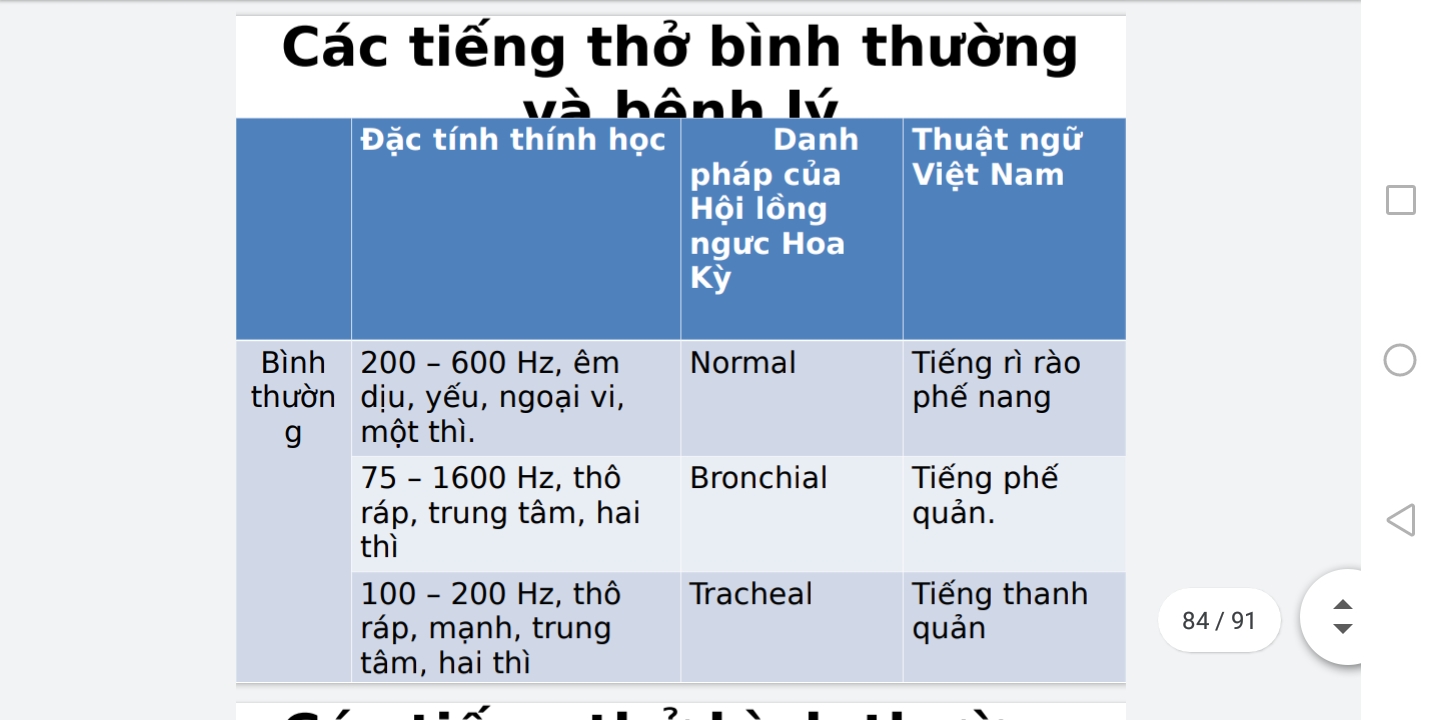 Các tiếng thở bình thường
và bệnh lý
Đặc tính thính học
Danh
pháp của
Hội lồng
ngưc Hoa
Kỳ
Thuật ngữ
Việt Nam
Bình
thườn
g
200 – 600 Hz, êm
dịu, yếu, ngoại vi,
một thì.
Normal
Tiếng rì rào
phế nang
75 – 1600 Hz, thô
ráp, trung tâm, hai
thì
Bronchial
Tiếng phế
quản.
100 – 200 Hz, thô
ráp, mạnh, trung
tâm, hai thì
Tracheal
Tiếng thanh
quản
84 / 91